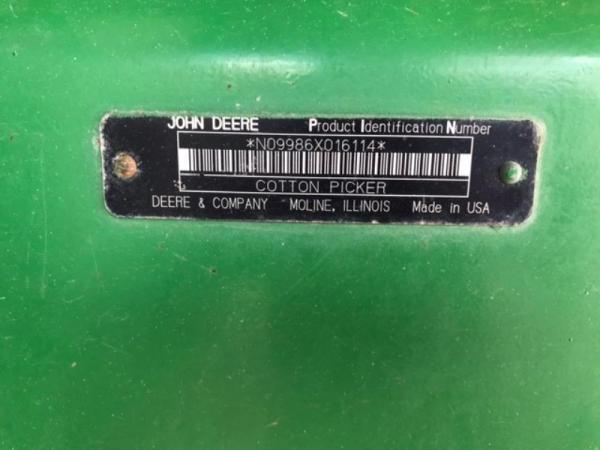 JOHN DEERE Product Identification Number
*N09986X016114*
COTTON PICKER
DEERE & COMPANY MOLINE, ILLINOIS Made in USA